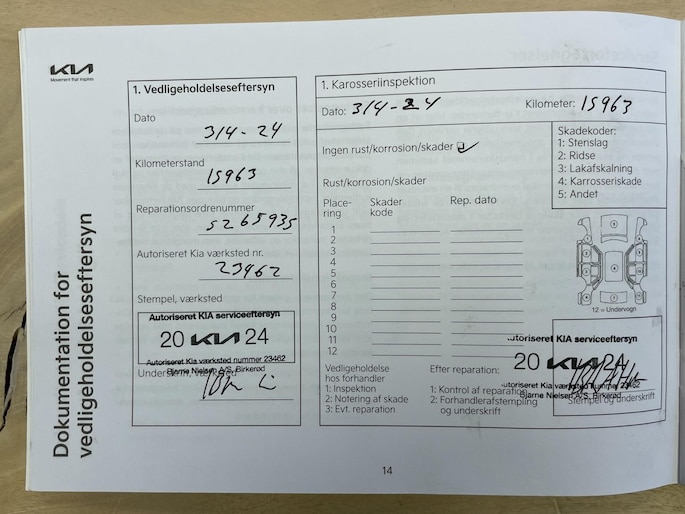 KIA
Movement that inspires
Dokumentation for
vedligeholdelseseftersyn
1. Vedligeholdelseseftersyn
Dato
3/4-24
Kilometerstand
15963
Reparationsordrenummer
5265935
Autoriseret Kia værksted nr.
23462
Stempel, værksted
Autoriseret KIA serviceeftersyn
20 KIA 24
Autoriseret Kia værksted nummer 23462
Bjarne Nielsen A/S, Birkerød
1. Karosseriinspektion
Dato: 3/4-24
Kilometer: 15963
Ingen rust/korrosion/skader
Rust/korrosion/skader
Place-
ring
Skader
kode
Rep. dato
1
2
3
4
5
6
7
8
9
10
11
12
Skadekoder:
1: Stenslag
2: Ridse
3: Lakafskalning
4: Karrosseriskade
5: Andet
12 = Undervogn
Vedligeholdelse
hos forhandler
1: Inspektion
2: Notering af skade
3: Evt. reparation
Efter reparation:
1: Kontrol af reparation
2: Forhandlerafstempling
og underskrift
Autoriseret KIA serviceeftersyn
20 KIA 24
Autoriseret Kia værksted nummer 23462
Bjarne Nielsen A/S, Birkerød
Stempel og underskrift
14